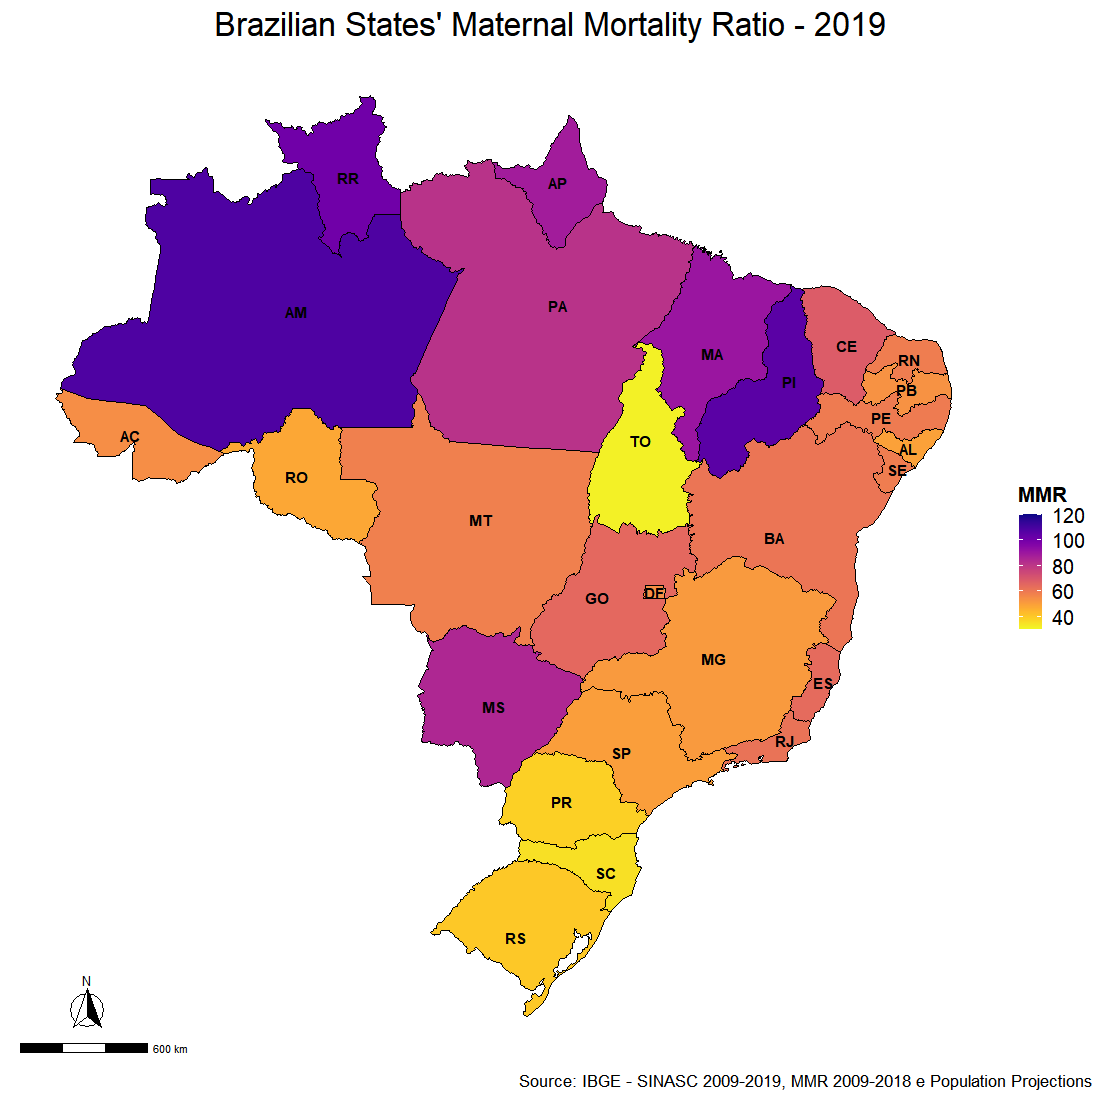 Brazilian States' Maternal Mortality Ratio - 2019
RR
AP
AM
PA
MA
CE
RN
PI
PB
PE
AC
TO
AL
RO
SE
MT
BA
GO
DF
MG
ES
MS
RJ
SP
PR
SC
RS
MMR
120
100
80
60
40
N
600 km
Source: IBGE - SINASC 2009-2019, MMR 2009-2018 e Population Projections